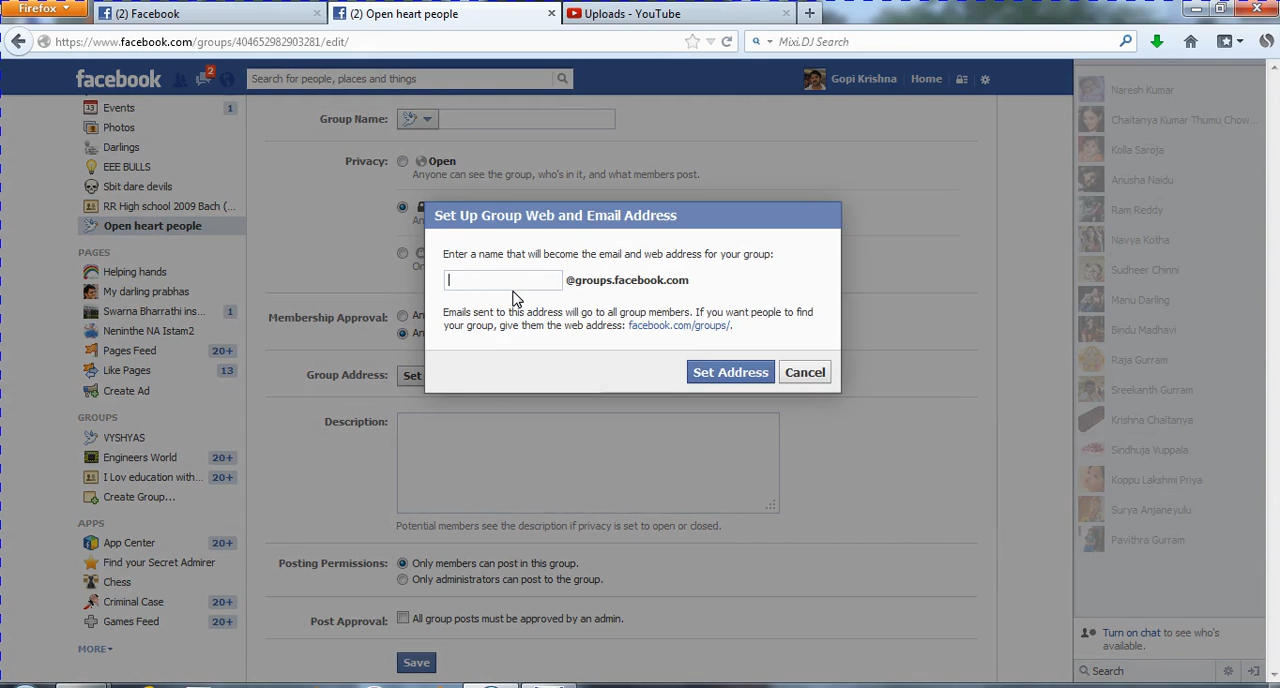 Firefox
(2) Facebook
(2) Open heart people
Uploads - YouTube
https://www.facebook.com/groups/404652982903281/edit/
Mixi.DJ Search
facebook
2
Search for people, places and things
Gopi Krishna
Home
Events 1
Photos
Darlings
EEE BULLS
Sbit dare devils
RR High school 2009 Bach (...
Open heart people
PAGES
Helping hands
My darling prabhas
Swarna Bharrathi ins... 1
Neninthe NA Istam2
Pages Feed 20+
Like Pages 13
Create Ad
GROUPS
VYSHYAS
Engineers World 20+
I Lov education with... 20+
Create Group...
APPS
App Center 20+
Find your Secret Admirer
Chess
Criminal Case 20+
Games Feed 20+
MORE
Group Name:
Privacy:
Open
Anyone can see the group, who's in it, and what members post.
An
On
Membership Approval:
An
An
Group Address:
Set
Description:
Potential members see the description if privacy is set to open or closed.
Posting Permissions:
Only members can post in this group.
Only administrators can post to the group.
Post Approval:
All group posts must be approved by an admin.
Save
Set Up Group Web and Email Address
Enter a name that will become the email and web address for your group:
@groups.facebook.com
Emails sent to this address will go to all group members. If you want people to find
your group, give them the web address: facebook.com/groups/.
Set Address
Cancel
Naresh Kumar
Chaitanya Kumar Thumu Chow...
Kolla Saroja
Anusha Naidu
Ram Reddy
Navya Kotha
Sudheer Chinni
Manu Darling
Bindu Madhavi
Raja Gurram
Sreekanth Gurram
Krishna Chaitanya
Sindhuja Vuppala
Koppu Lakshmi Priya
Surya Anjaneyulu
Pavithra Gurram
Turn on chat to see who's
available.
Search